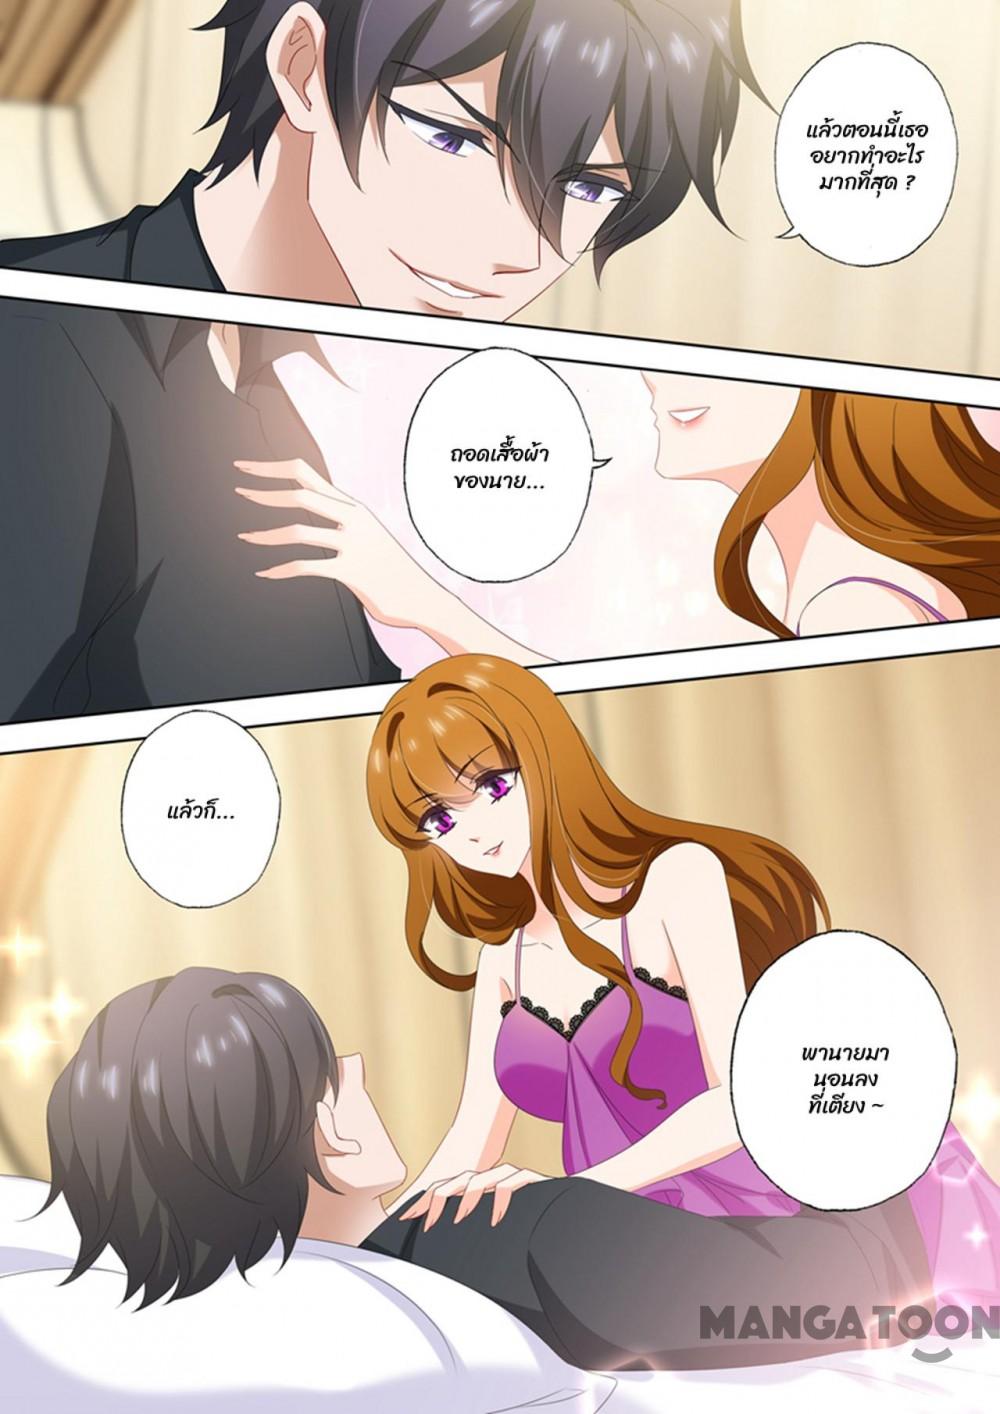 แล้วตอนนี้เธอ
อยากทำอะไร
มากที่สุด ?
ถอดเสื้อผ้า
ของนาย...
แล้วก็...
พานายมา
นอนลง
ที่เตียง ~
MANGATOON